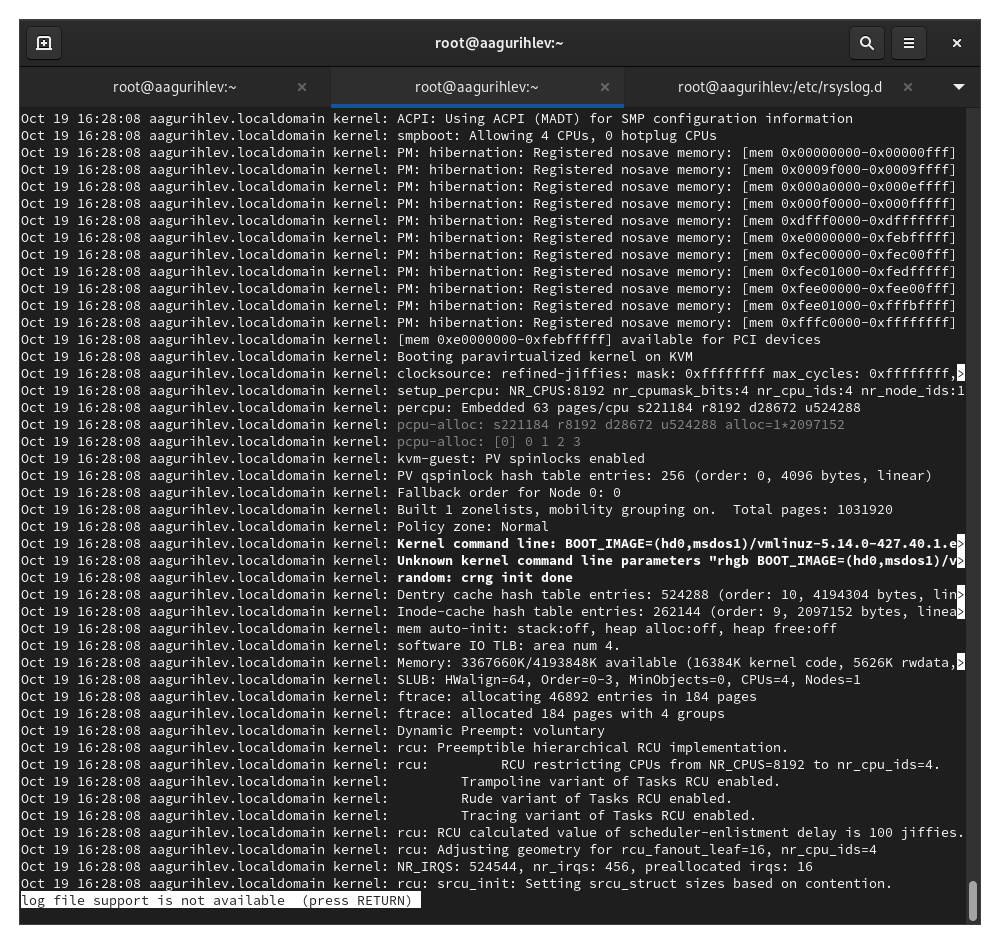 root@aagurihlev:~
root@aagurihlev:~
root@aagurihlev:~
root@aagurihlev:/etc/rsyslog.d
Oct 19 16:28:08 aagurihlev.localdomain kernel: ACPI: Using ACPI (MADT) for SMP configuration information
Oct 19 16:28:08 aagurihlev.localdomain kernel: smpboot: Allowing 4 CPUs, 0 hotplug CPUs
Oct 19 16:28:08 aagurihlev.localdomain kernel: PM: hibernation: Registered nosave memory: [mem 0x00000000-0x00000fff]
Oct 19 16:28:08 aagurihlev.localdomain kernel: PM: hibernation: Registered nosave memory: [mem 0x0009f000-0x0009ffff]
Oct 19 16:28:08 aagurihlev.localdomain kernel: PM: hibernation: Registered nosave memory: [mem 0x000a0000-0x000effff]
Oct 19 16:28:08 aagurihlev.localdomain kernel: PM: hibernation: Registered nosave memory: [mem 0x000f0000-0x000fffff]
Oct 19 16:28:08 aagurihlev.localdomain kernel: PM: hibernation: Registered nosave memory: [mem 0xdfff0000-0xdfffffff]
Oct 19 16:28:08 aagurihlev.localdomain kernel: PM: hibernation: Registered nosave memory: [mem 0xe0000000-0xfebfffff]
Oct 19 16:28:08 aagurihlev.localdomain kernel: PM: hibernation: Registered nosave memory: [mem 0xfec00000-0xfec00fff]
Oct 19 16:28:08 aagurihlev.localdomain kernel: PM: hibernation: Registered nosave memory: [mem 0xfec01000-0xfedfffff]
Oct 19 16:28:08 aagurihlev.localdomain kernel: PM: hibernation: Registered nosave memory: [mem 0xfee00000-0xfee00fff]
Oct 19 16:28:08 aagurihlev.localdomain kernel: PM: hibernation: Registered nosave memory: [mem 0xfee01000-0xfffbffff]
Oct 19 16:28:08 aagurihlev.localdomain kernel: PM: hibernation: Registered nosave memory: [mem 0xfffc0000-0xffffffff]
Oct 19 16:28:08 aagurihlev.localdomain kernel: [mem 0xe0000000-0xfebfffff] available for PCI devices
Oct 19 16:28:08 aagurihlev.localdomain kernel: Booting paravirtualized kernel on KVM
Oct 19 16:28:08 aagurihlev.localdomain kernel: clocksource: refined-jiffies: mask: 0xffffffff max_cycles: 0xffffffff,>
Oct 19 16:28:08 aagurihlev.localdomain kernel: setup_percpu: NR_CPUS:8192 nr_cpumask_bits:4 nr_cpu_ids:4 nr_node_ids:1
Oct 19 16:28:08 aagurihlev.localdomain kernel: percpu: Embedded 63 pages/cpu s221184 r8192 d28672 u524288
Oct 19 16:28:08 aagurihlev.localdomain kernel: pcpu-alloc: s221184 r8192 d28672 u524288 alloc=1*2097152
Oct 19 16:28:08 aagurihlev.localdomain kernel: pcpu-alloc: [0] 0 1 2 3
Oct 19 16:28:08 aagurihlev.localdomain kernel: kvm-guest: PV spinlocks enabled
Oct 19 16:28:08 aagurihlev.localdomain kernel: PV qspinlock hash table entries: 256 (order: 0, 4096 bytes, linear)
Oct 19 16:28:08 aagurihlev.localdomain kernel: Fallback order for Node 0: 0
Oct 19 16:28:08 aagurihlev.localdomain kernel: Built 1 zonelists, mobility grouping on.  Total pages: 1031920
Oct 19 16:28:08 aagurihlev.localdomain kernel: Policy zone: Normal
Oct 19 16:28:08 aagurihlev.localdomain kernel: Kernel command line: BOOT_IMAGE=(hd0,msdos1)/vmlinuz-5.14.0-427.40.1.e>
Oct 19 16:28:08 aagurihlev.localdomain kernel: Unknown kernel command line parameters "rhgb BOOT_IMAGE=(hd0,msdos1)/v>
Oct 19 16:28:08 aagurihlev.localdomain kernel: random: crng init done
Oct 19 16:28:08 aagurihlev.localdomain kernel: Dentry cache hash table entries: 524288 (order: 10, 4194304 bytes, lin>
Oct 19 16:28:08 aagurihlev.localdomain kernel: Inode-cache hash table entries: 262144 (order: 9, 2097152 bytes, linea>
Oct 19 16:28:08 aagurihlev.localdomain kernel: mem auto-init: stack:off, heap alloc:off, heap free:off
Oct 19 16:28:08 aagurihlev.localdomain kernel: software IO TLB: area num 4.
Oct 19 16:28:08 aagurihlev.localdomain kernel: Memory: 3367660K/4193848K available (16384K kernel code, 5626K rwdata,>
Oct 19 16:28:08 aagurihlev.localdomain kernel: SLUB: HWalign=64, Order=0-3, MinObjects=0, CPUs=4, Nodes=1
Oct 19 16:28:08 aagurihlev.localdomain kernel: ftrace: allocating 46892 entries in 184 pages
Oct 19 16:28:08 aagurihlev.localdomain kernel: ftrace: allocated 184 pages with 4 groups
Oct 19 16:28:08 aagurihlev.localdomain kernel: Dynamic Preempt: voluntary
Oct 19 16:28:08 aagurihlev.localdomain kernel: rcu: Preemptible hierarchical RCU implementation.
Oct 19 16:28:08 aagurihlev.localdomain kernel: rcu:         RCU restricting CPUs from NR_CPUS=8192 to nr_cpu_ids=4.
Oct 19 16:28:08 aagurihlev.localdomain kernel:         Trampoline variant of Tasks RCU enabled.
Oct 19 16:28:08 aagurihlev.localdomain kernel:         Rude variant of Tasks RCU enabled.
Oct 19 16:28:08 aagurihlev.localdomain kernel:         Tracing variant of Tasks RCU enabled.
Oct 19 16:28:08 aagurihlev.localdomain kernel: rcu: RCU calculated value of scheduler-enlistment delay is 100 jiffies.
Oct 19 16:28:08 aagurihlev.localdomain kernel: rcu: Adjusting geometry for rcu_fanout_leaf=16, nr_cpu_ids=4
Oct 19 16:28:08 aagurihlev.localdomain kernel: NR_IRQS: 524544, nr_irqs: 456, preallocated irqs: 16
Oct 19 16:28:08 aagurihlev.localdomain kernel: rcu: srcu_init: Setting srcu_struct sizes based on contention.
log file support is not available  (press RETURN)